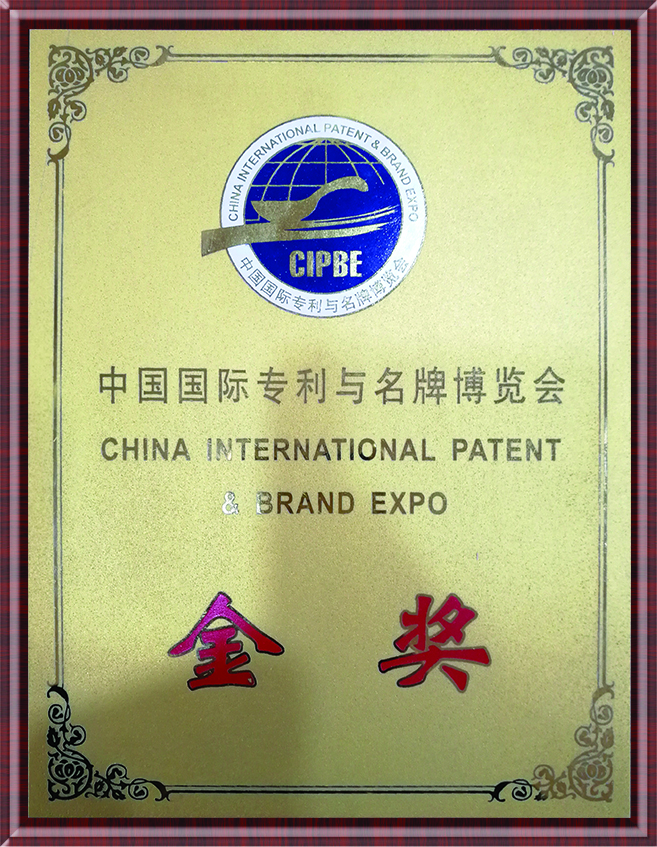 CHINA INTERNATIONAL PATENT & BRAND EXPO
CIPBE
中国国际专利与名牌博览会
中国国际专利与名牌博览会
CHINA INTERNATIONAL PATENT
& BRAND EXPO
金 奖